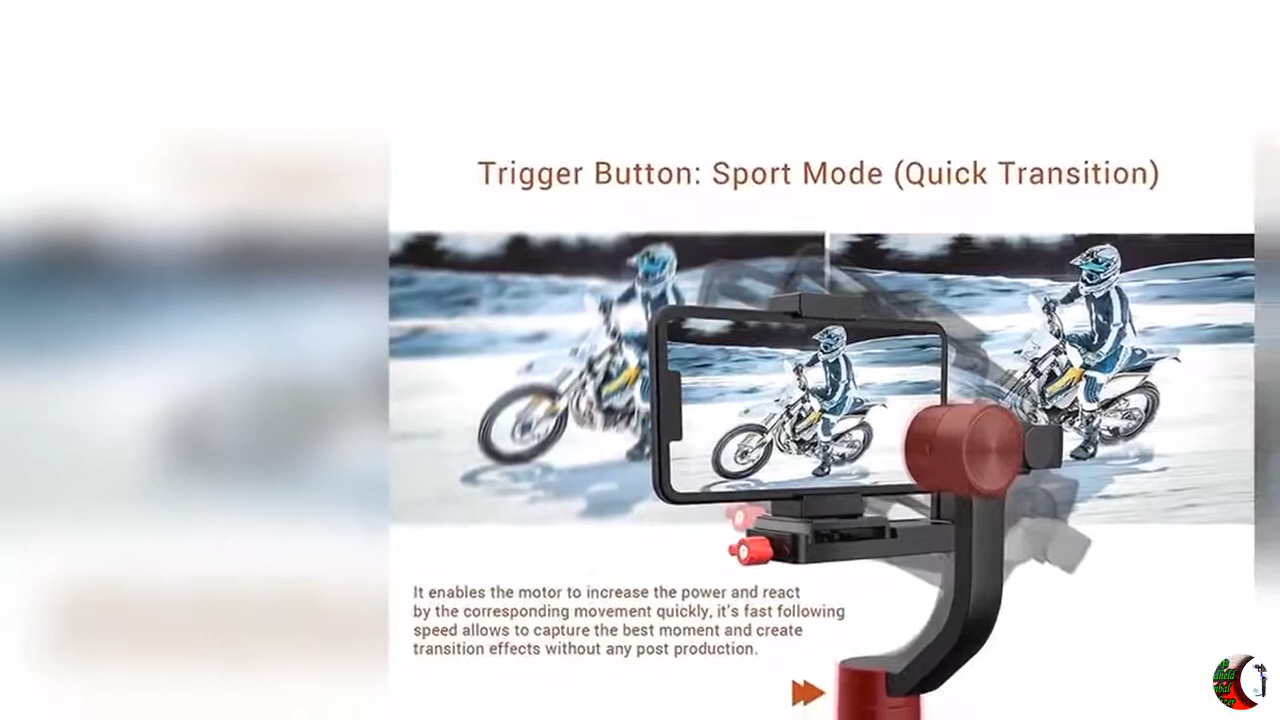 Trigger Button: Sport Mode (Quick Transition)
It enables the motor to increase the power and react
by the corresponding movement quickly, it's fast following
speed allows to capture the best moment and create
transition effects without any post production.